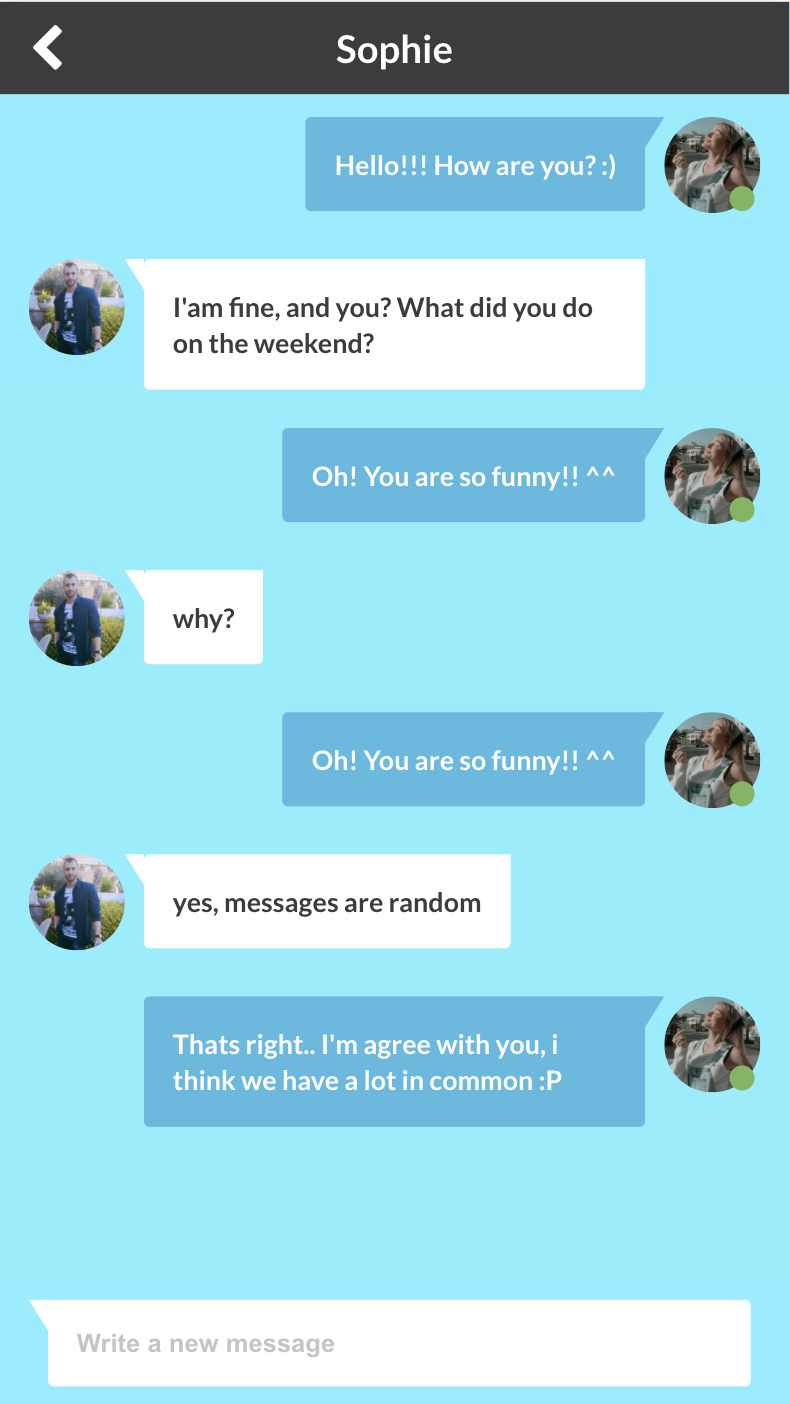 Sophie
Hello!!! How are you? :)
I'am fine, and you? What did you do
on the weekend?
Oh! You are so funny!! ^^
why?
Oh! You are so funny!! ^^
yes, messages are random
Thats right.. I'm agree with you, i
think we have a lot in common :P
Write a new message